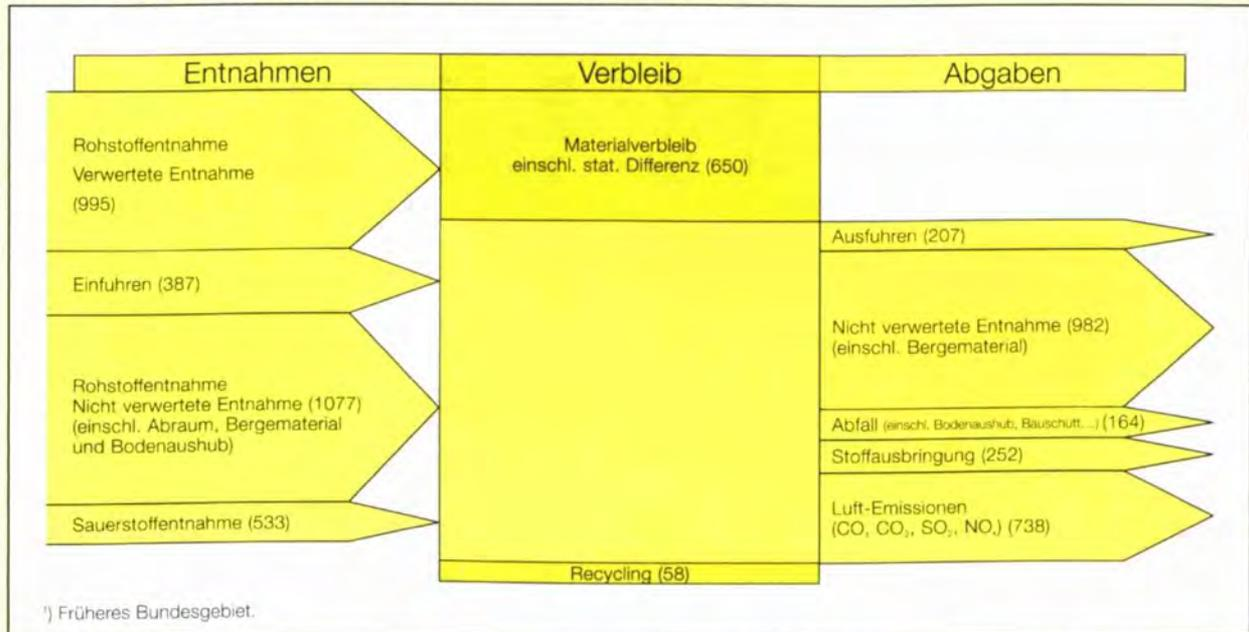 Entnahmen
Verbleib
Abgaben
Rohstoffentnahme
Verwertete Entnahme
(995)
Einfuhren (387)
Rohstoffentnahme
Nicht verwertete Entnahme (1077)
(einschl. Abraum, Bergematerial
und Bodenaushub)
Sauerstoffentnahme (533)
Materialverbleib
einschl. stat. Differenz (650)
Recycling (58)
Ausfuhren (207)
Nicht verwertete Entnahme (982)
(einschl. Bergematerial)
Abfall (einschl. Bodenaushub, Bauschutt, ...) (164)
Stoffausbringung (252)
Luft-Emissionen
(CO, CO₂, SO₂, NOₓ) (738)
¹) Früheres Bundesgebiet.